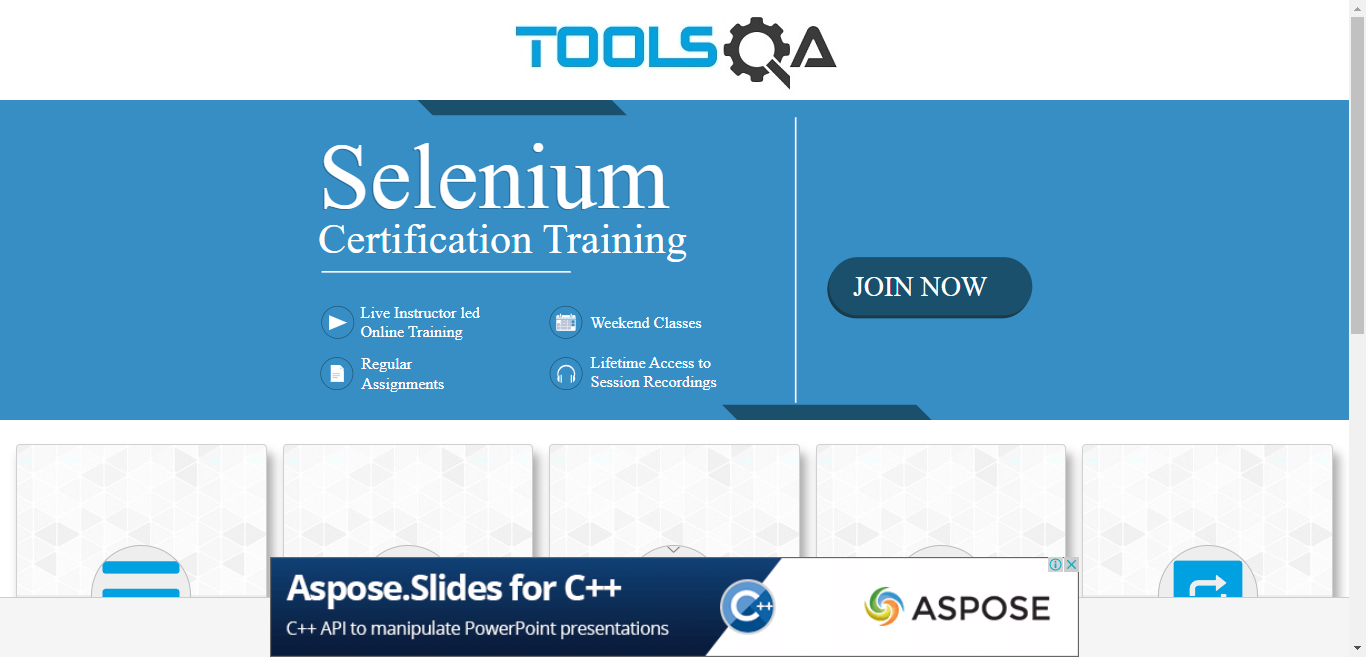 TOOLSQA
Selenium
Certification Training
JOIN NOW
Live Instructor led
Online Training
Weekend Classes
Regular
Assignments
Lifetime Access to
Session Recordings
Aspose.Slides for C++
C++ API to manipulate PowerPoint presentations
C++
ASPOSE